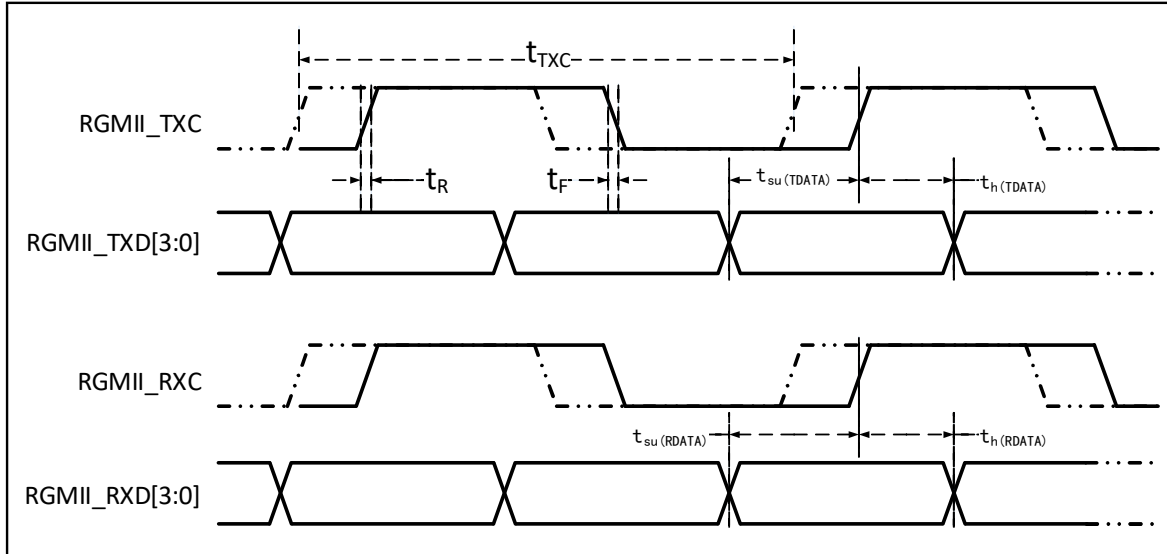 tTXC
RGMII_TXC
tR
tF
tsu(TDATA)
th(TDATA)
RGMII_TXD[3:0]
RGMII_RXC
tsu(RDATA)
th(RDATA)
RGMII_RXD[3:0]